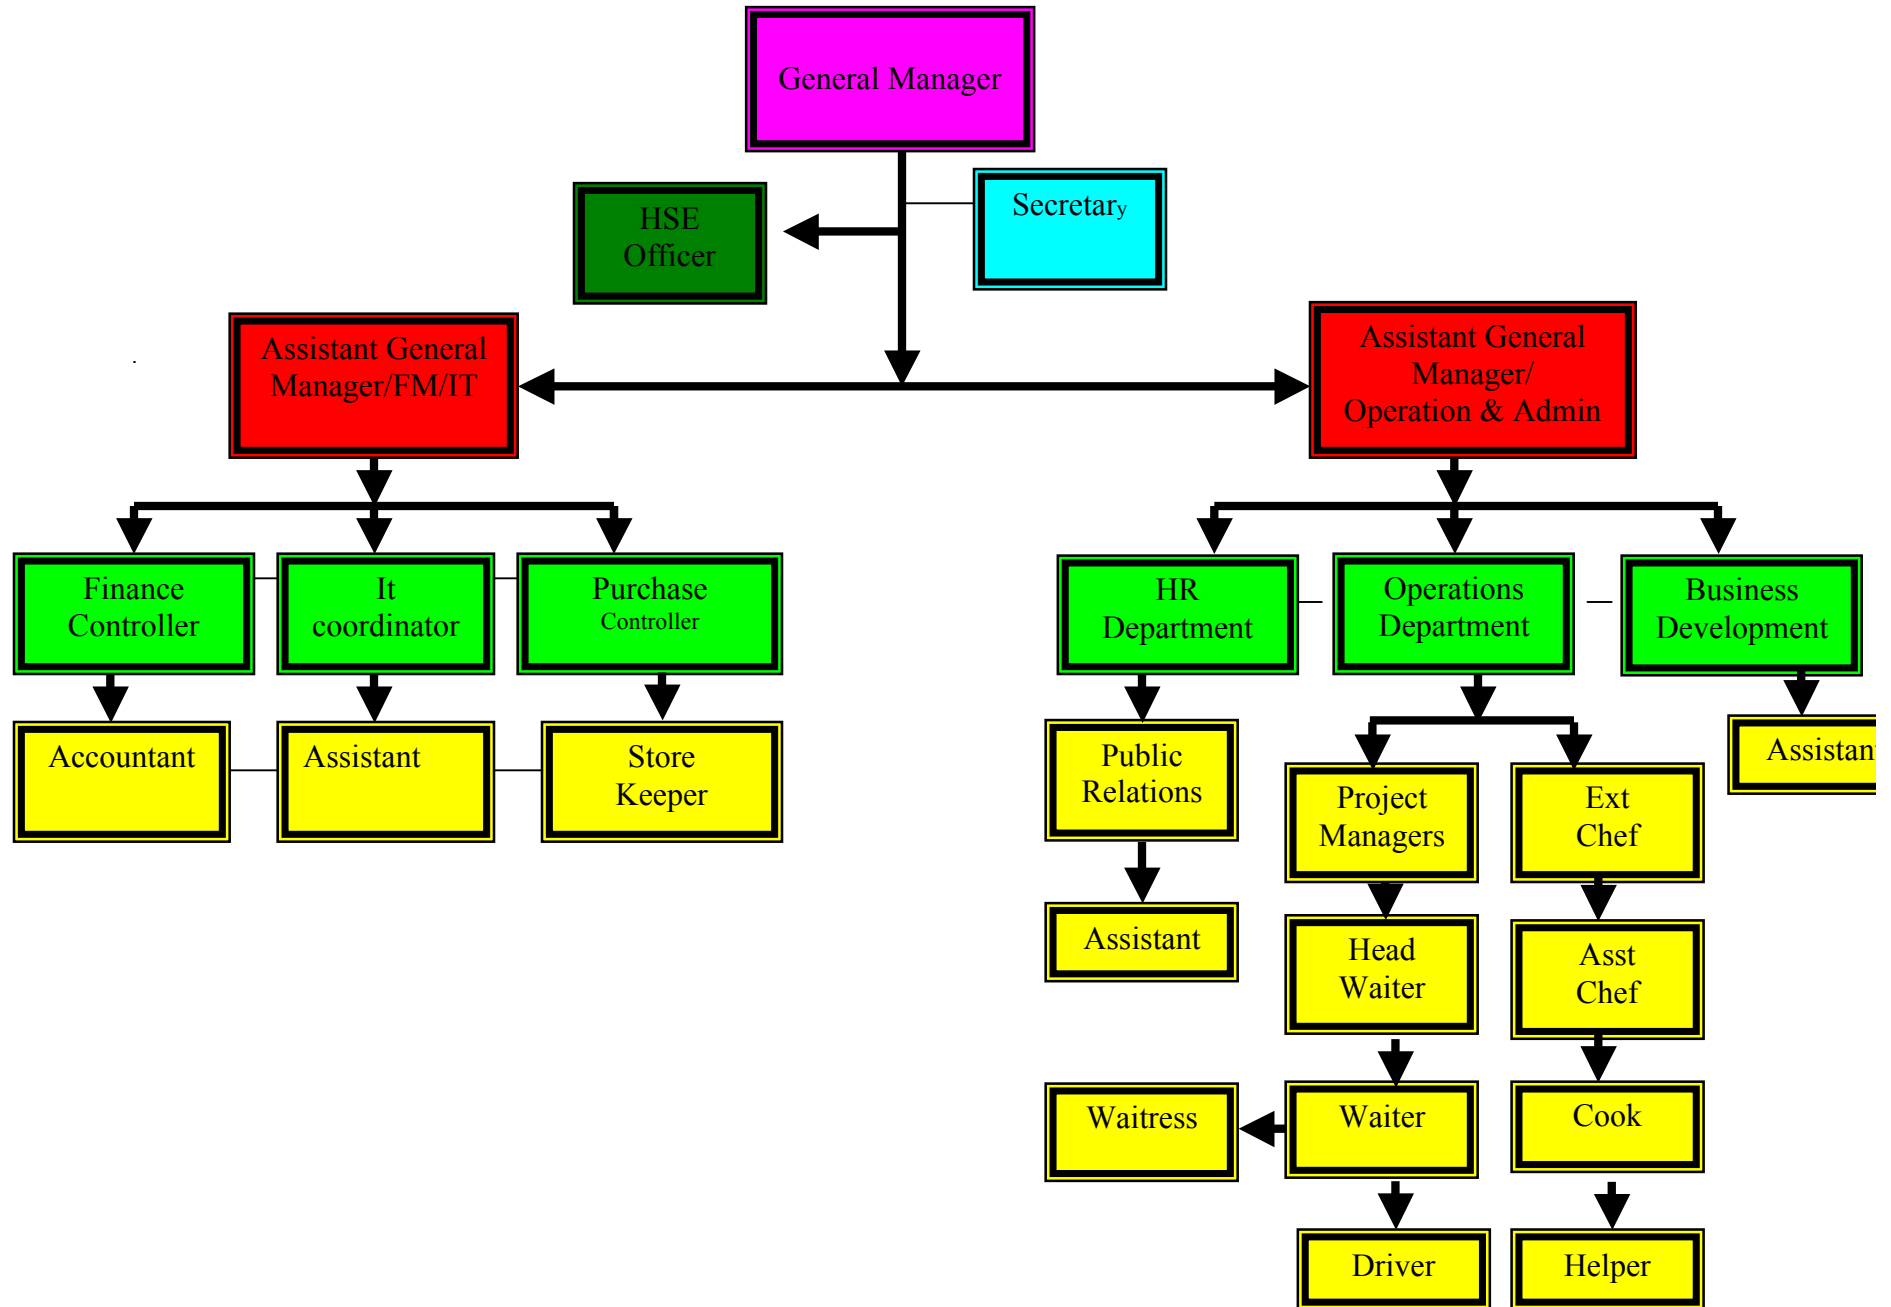 General Manager
Secretary
HSE
Officer
Assistant General
Manager/FM/IT
Assistant General
Manager/
Operation & Admin
Finance
Controller
It
coordinator
Purchase
Controller
HR
Department
Operations
Department
Business
Development
Accountant
Assistant
Store
Keeper
Public
Relations
Project
Managers
Ext
Chef
Assistant
Assistant
Head
Waiter
Asst
Chef
Waitress
Waiter
Cook
Driver
Helper